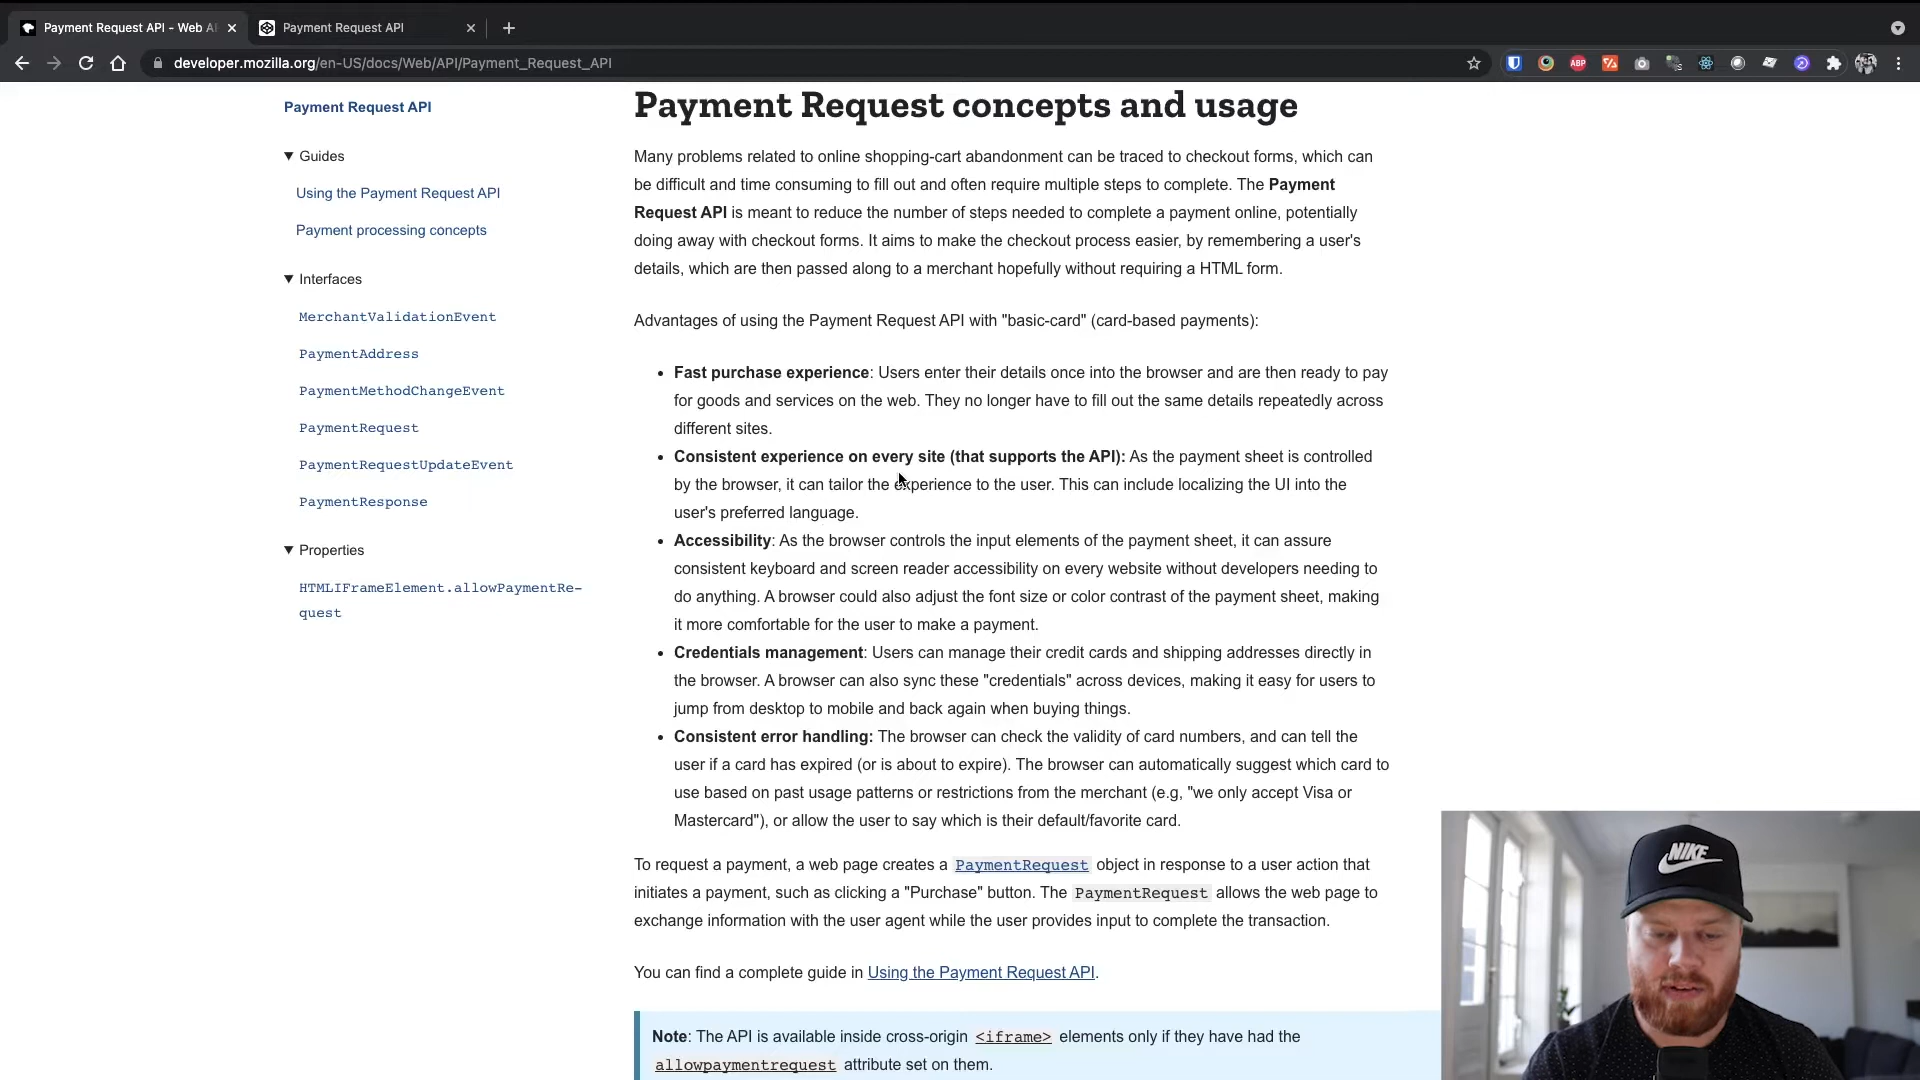 Payment Request API - Web A
Payment Request API
developer.mozilla.org/en-US/docs/Web/API/Payment_Request_API
ABP
Payment Request API
▼ Guides
Using the Payment Request API
Payment processing concepts
▼ Interfaces
MerchantValidationEvent
PaymentAddress
PaymentMethodChangeEvent
PaymentRequest
PaymentRequestUpdateEvent
PaymentResponse
▼ Properties
HTMLIFrameElement.allowPaymentRe-
quest
Payment Request concepts and usage
Many problems related to online shopping-cart abandonment can be traced to checkout forms, which can
be difficult and time consuming to fill out and often require multiple steps to complete. The Payment
Request API is meant to reduce the number of steps needed to complete a payment online, potentially
doing away with checkout forms. It aims to make the checkout process easier, by remembering a user's
details, which are then passed along to a merchant hopefully without requiring a HTML form.
Advantages of using the Payment Request API with "basic-card" (card-based payments):
• Fast purchase experience: Users enter their details once into the browser and are then ready to pay
for goods and services on the web. They no longer have to fill out the same details repeatedly across
different sites.
• Consistent experience on every site (that supports the API): As the payment sheet is controlled
by the browser, it can tailor the experience to the user. This can include localizing the UI into the
user's preferred language.
• Accessibility: As the browser controls the input elements of the payment sheet, it can assure
consistent keyboard and screen reader accessibility on every website without developers needing to
do anything. A browser could also adjust the font size or color contrast of the payment sheet, making
it more comfortable for the user to make a payment.
• Credentials management: Users can manage their credit cards and shipping addresses directly in
the browser. A browser can also sync these "credentials" across devices, making it easy for users to
jump from desktop to mobile and back again when buying things.
• Consistent error handling: The browser can check the validity of card numbers, and can tell the
user if a card has expired (or is about to expire). The browser can automatically suggest which card to
use based on past usage patterns or restrictions from the merchant (e.g, "we only accept Visa or
Mastercard"), or allow the user to say which is their default/favorite card.
To request a payment, a web page creates a PaymentRequest object in response to a user action that
initiates a payment, such as clicking a "Purchase" button. The PaymentRequest allows the web page to
exchange information with the user agent while the user provides input to complete the transaction.
You can find a complete guide in Using the Payment Request API.
Note: The API is available inside cross-origin <iframe> elements only if they have had the
allowpaymentrequest attribute set on them.
NIKE